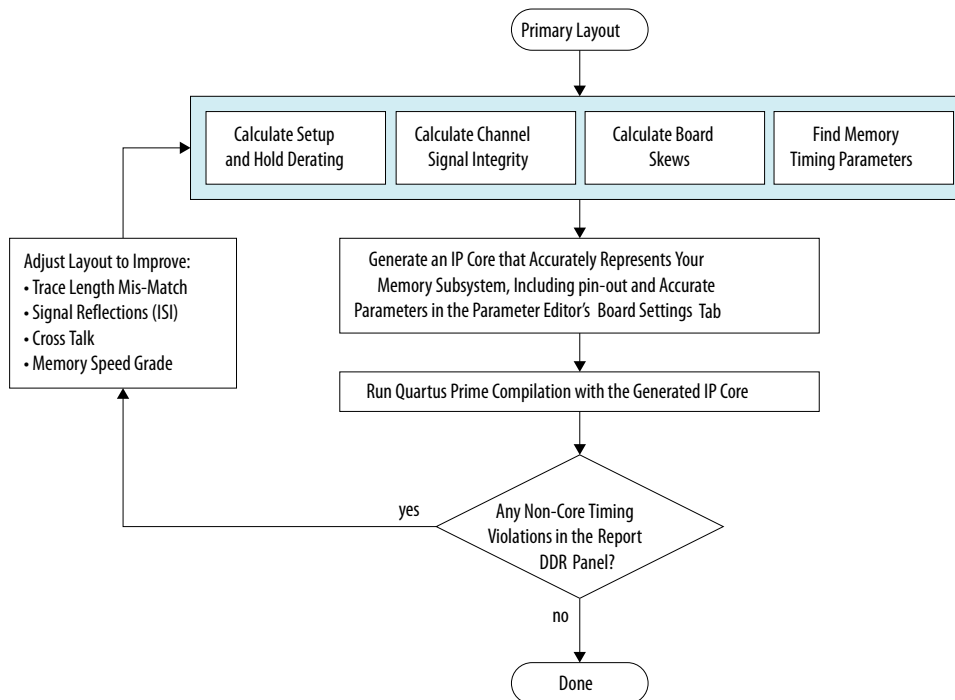 Primary Layout
Calculate Setup
and Hold Derating
Calculate Channel
Signal Integrity
Calculate Board
Skews
Find Memory
Timing Parameters
Adjust Layout to Improve:
• Trace Length Mis-Match
• Signal Reflections (ISI)
• Cross Talk
• Memory Speed Grade
Generate an IP Core that Accurately Represents Your
Memory Subsystem, Including pin-out and Accurate
Parameters in the Parameter Editor's Board Settings Tab
Run Quartus Prime Compilation with the Generated IP Core
yes
Any Non-Core Timing
Violations in the Report
DDR Panel?
no
Done